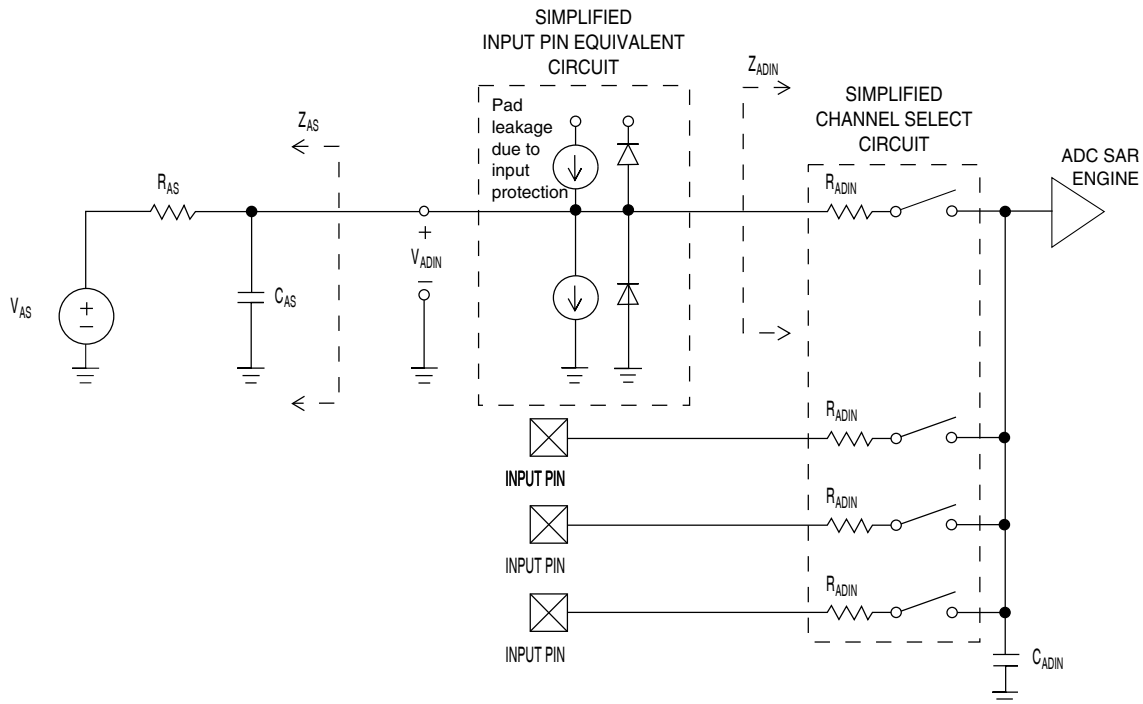 SIMPLIFIED
INPUT PIN EQUIVALENT
CIRCUIT
Pad
leakage
due to
input
protection
Z_ADIN
SIMPLIFIED
CHANNEL SELECT
CIRCUIT
ADC SAR
ENGINE
Z_AS
R_AS
R_ADIN
+
V_ADIN
–
V_AS
+
–
C_AS
R_ADIN
INPUT PIN
R_ADIN
INPUT PIN
R_ADIN
INPUT PIN
C_ADIN